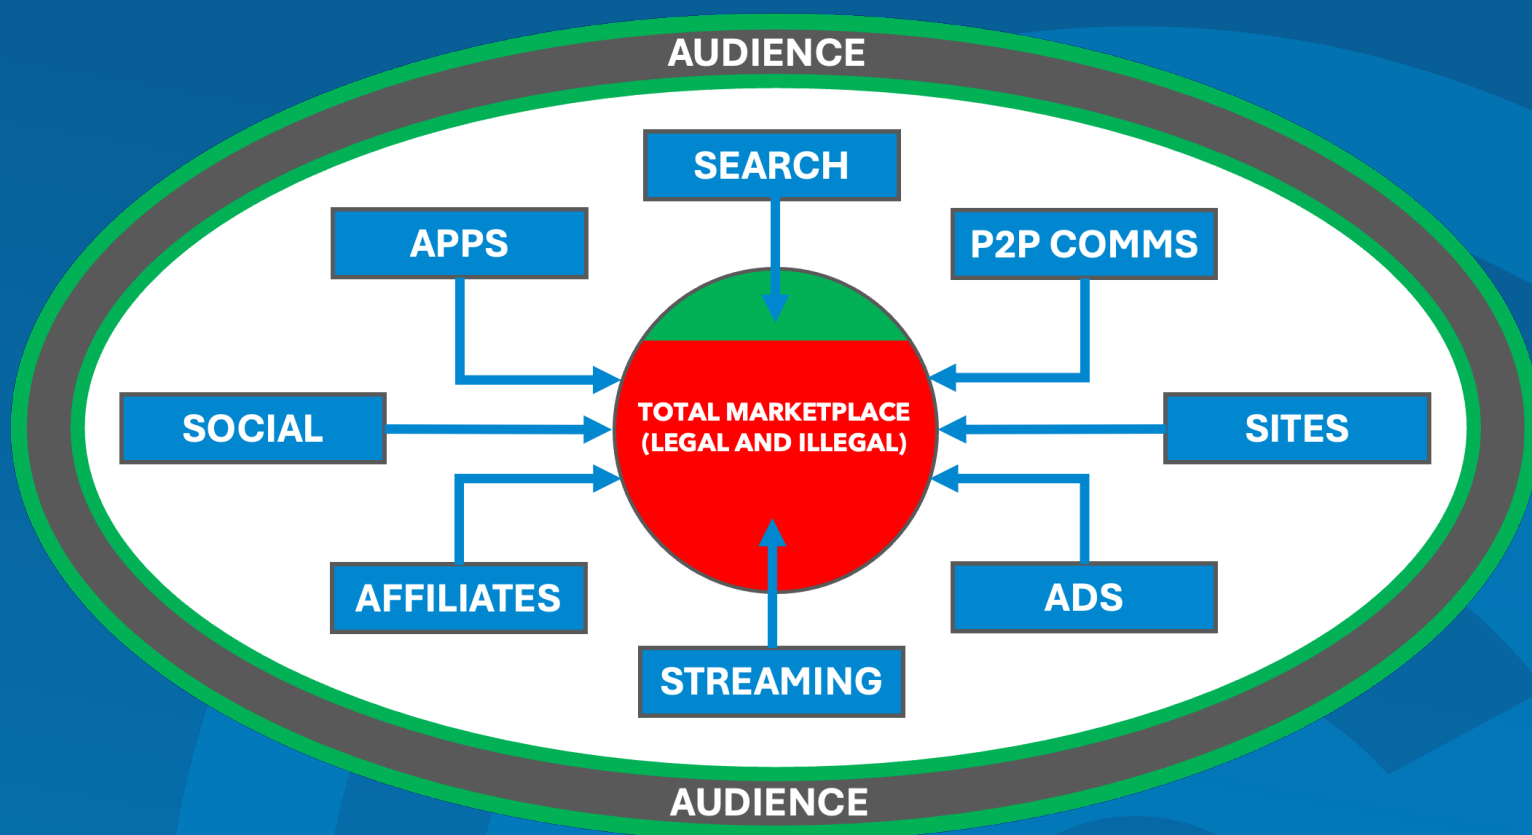 AUDIENCE
SEARCH
APPS
P2P COMMS
TOTAL MARKETPLACE
(LEGAL AND ILLEGAL)
SOCIAL
SITES
AFFILIATES
ADS
STREAMING
AUDIENCE